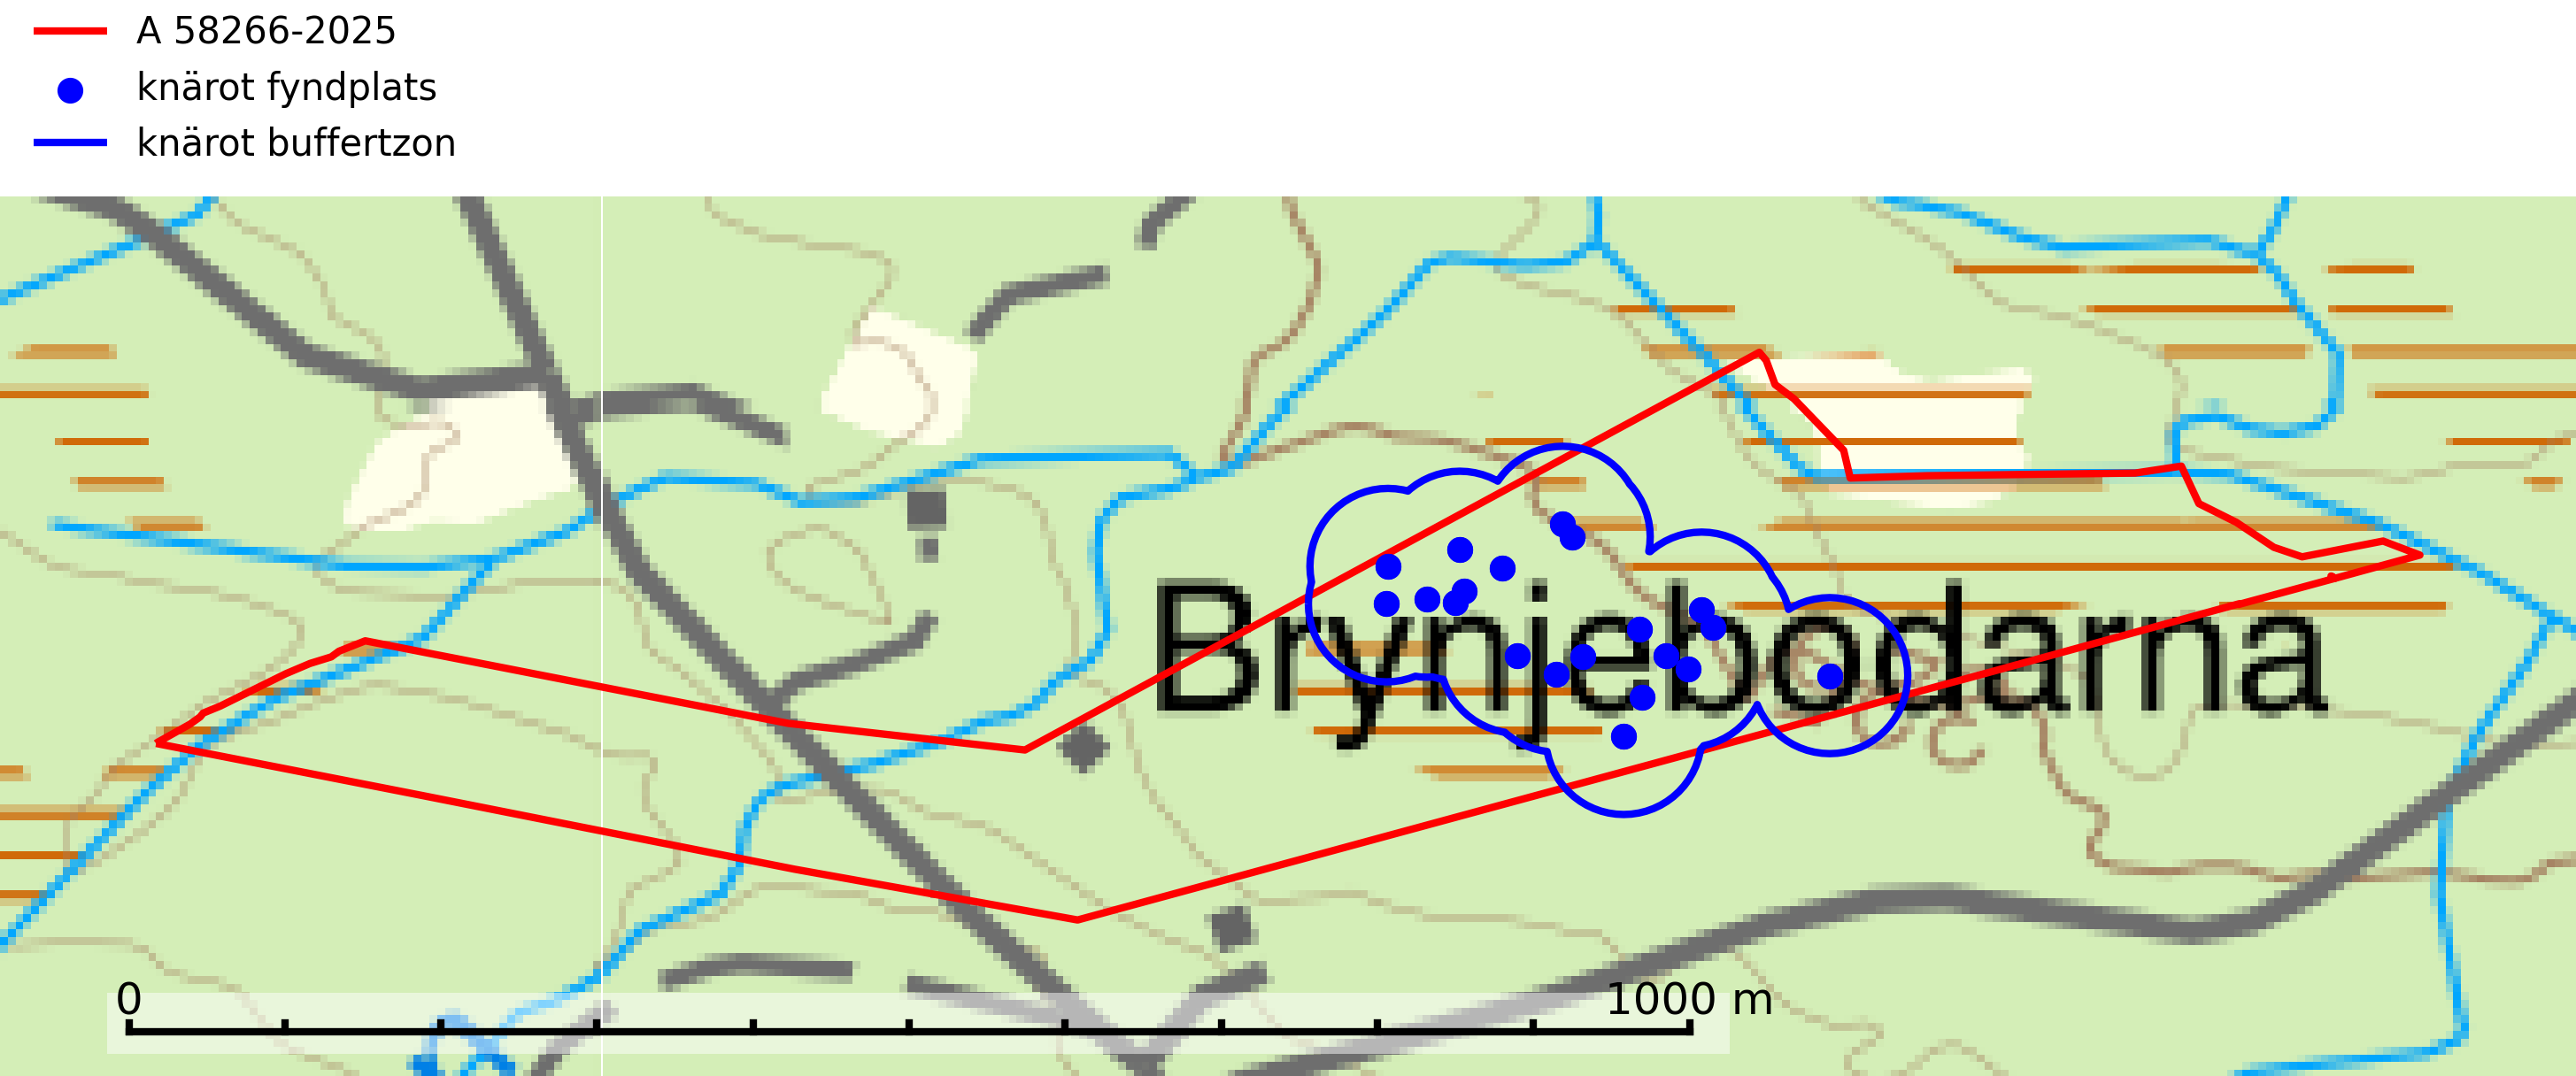 A 58266-2025
knärot fyndplats
knärot buffertzon
Brynjebodarna
0
1000 m